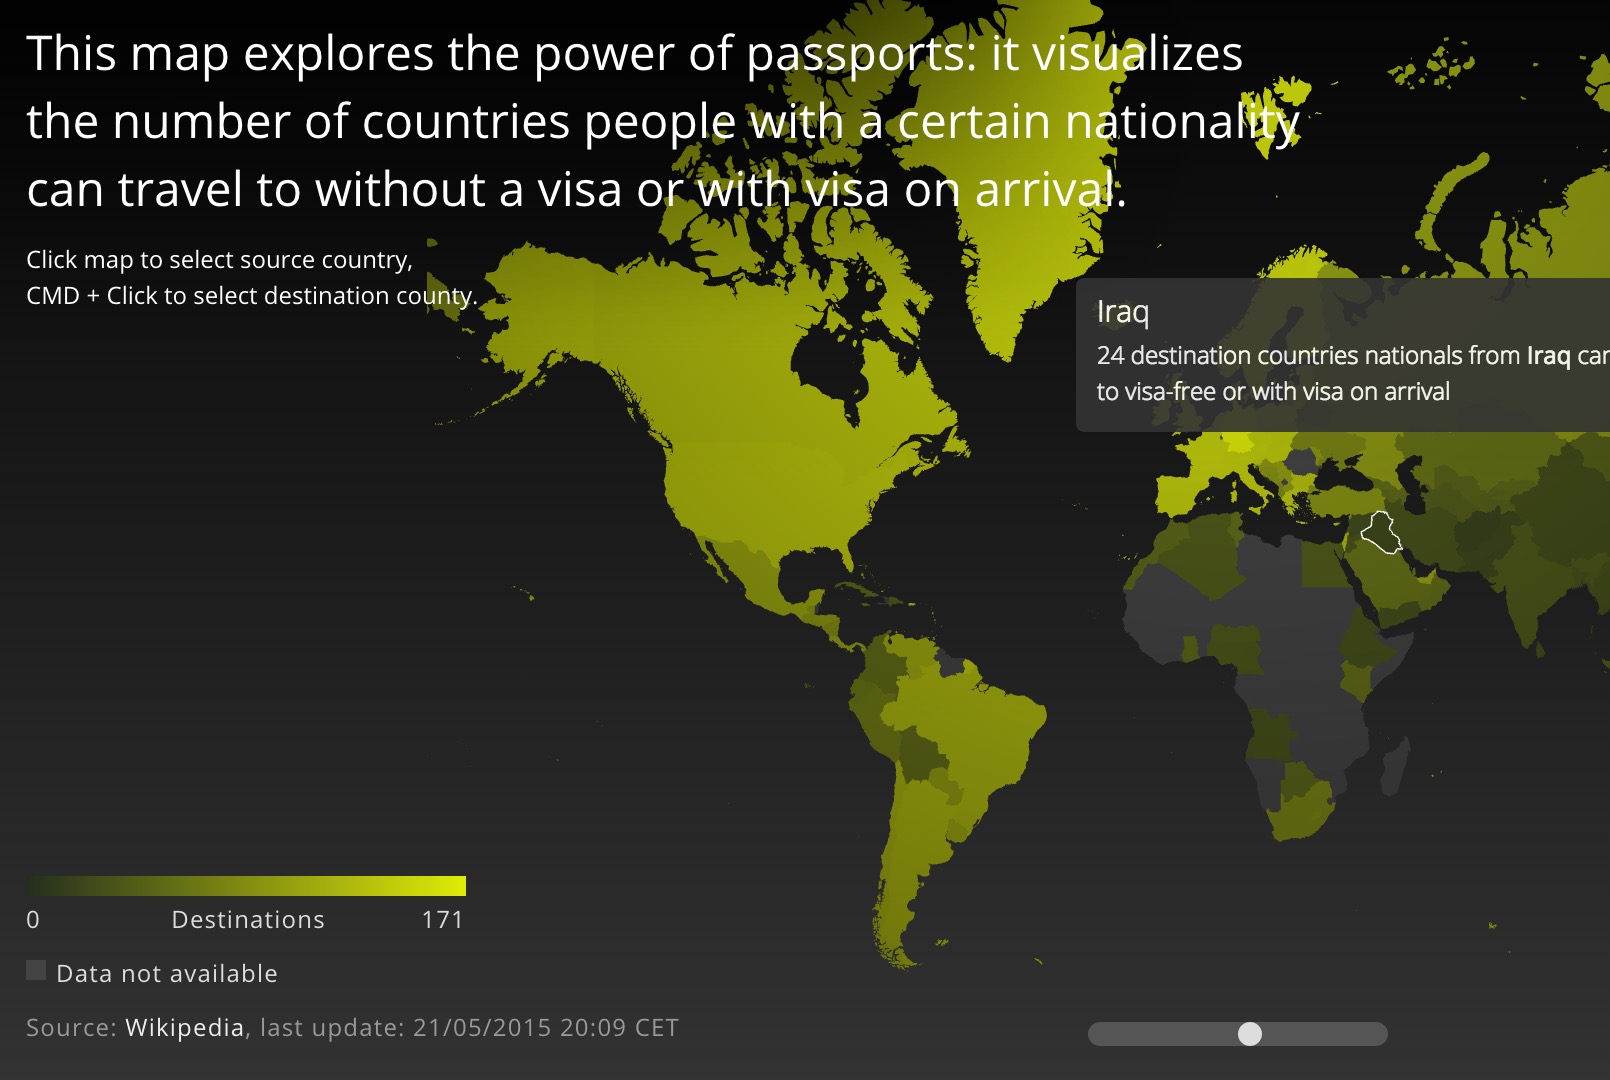 This map explores the power of passports: it visualizes
the number of countries people with a certain nationality
can travel to without a visa or with visa on arrival.
Click map to select source country,
CMD + Click to select destination county.
Iraq
24 destination countries nationals from Iraq can
to visa-free or with visa on arrival
0 Destinations 171
Data not available
Source: Wikipedia, last update: 21/05/2015 20:09 CET